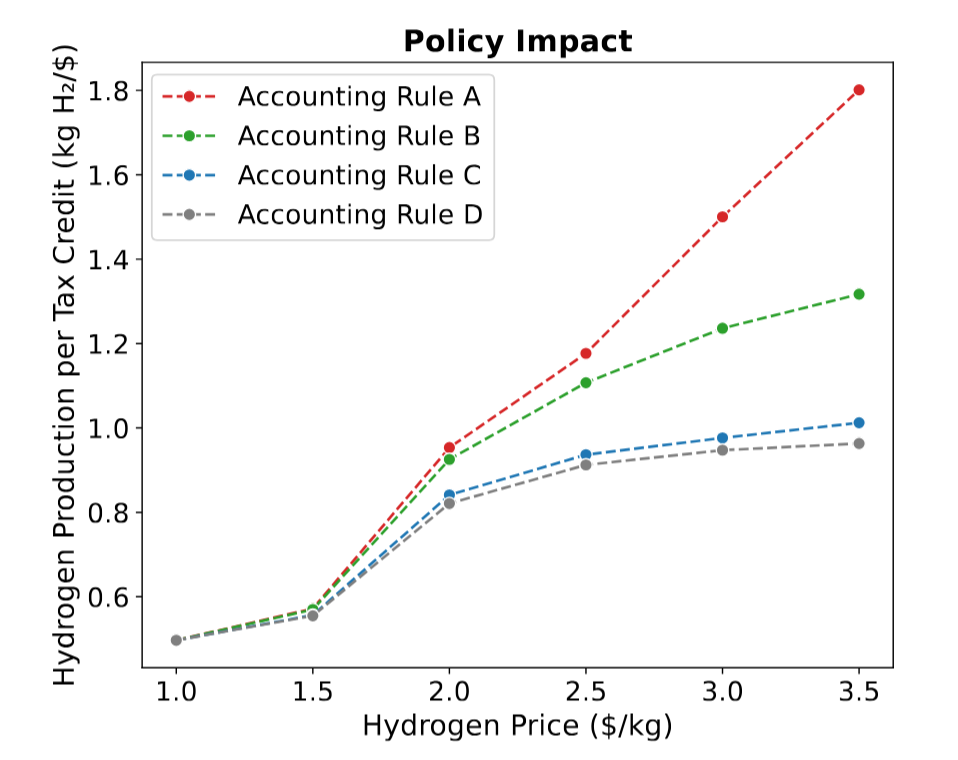 Policy Impact
Hydrogen Production per Tax Credit (kg H₂/$)
1.8
1.6
1.4
1.2
1.0
0.8
0.6
Accounting Rule A
Accounting Rule B
Accounting Rule C
Accounting Rule D
1.0 1.5 2.0 2.5 3.0 3.5
Hydrogen Price ($/kg)